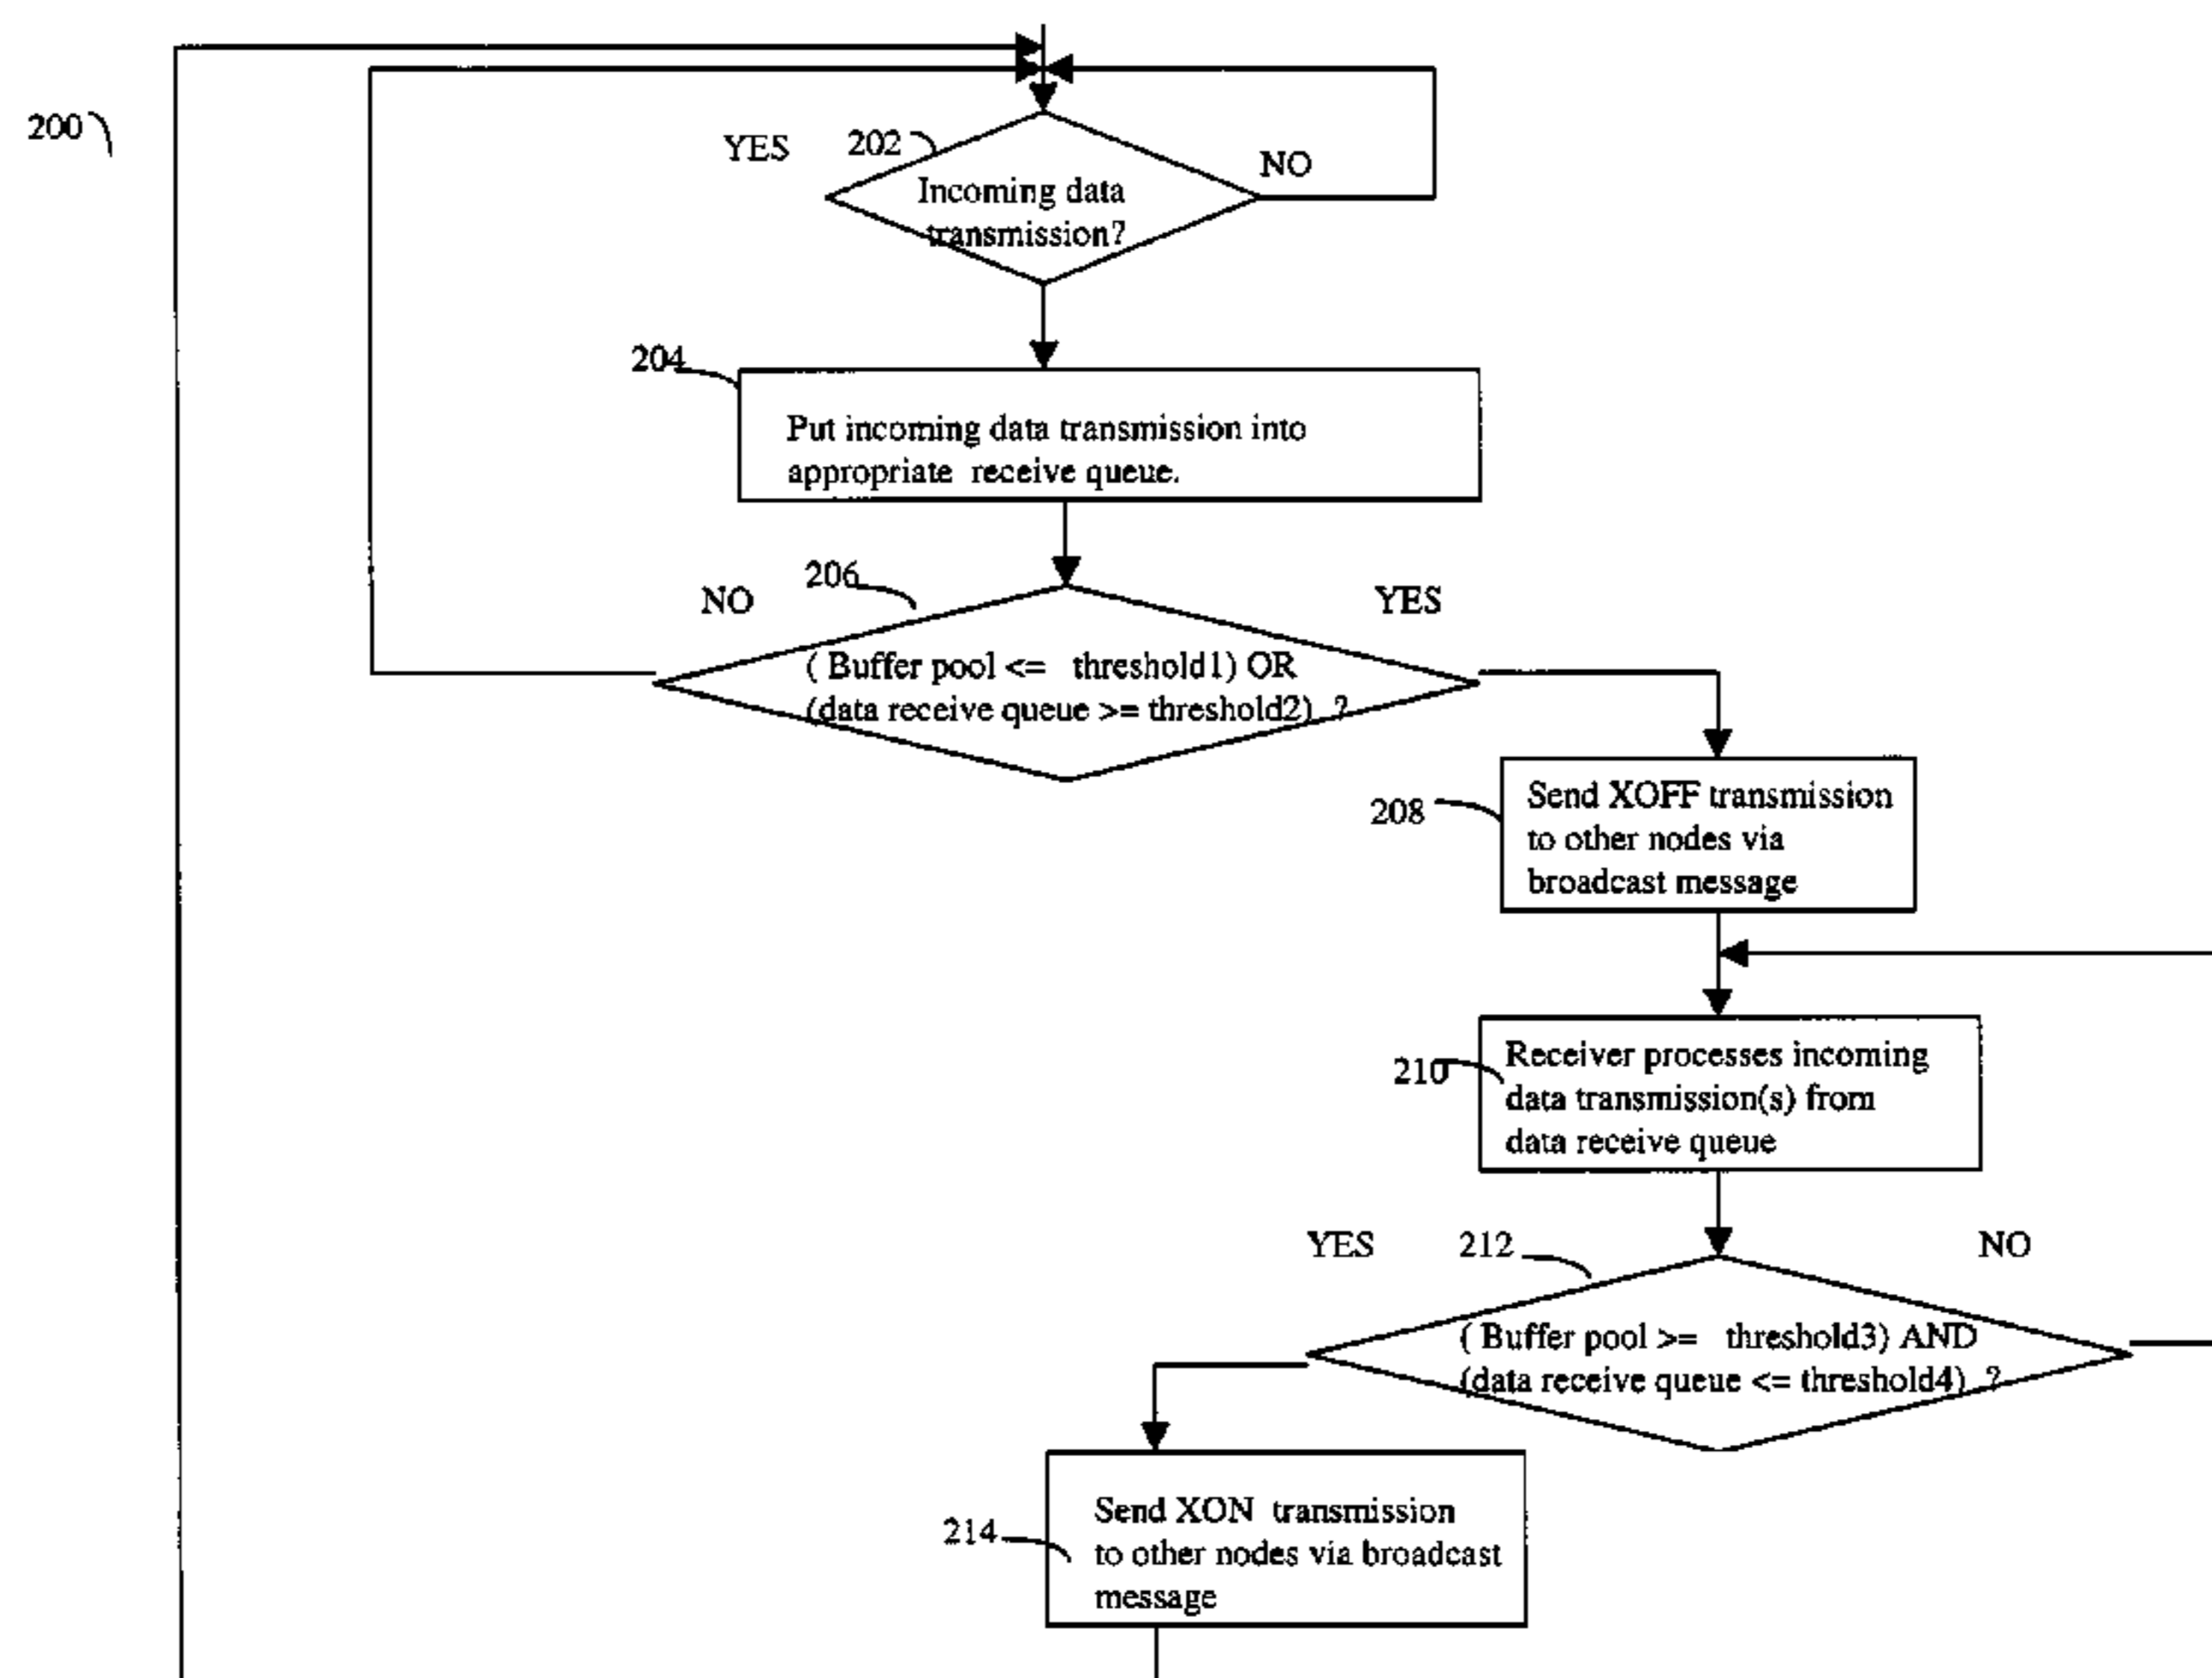 200
YES
202
NO
Incoming data
transmission?
204
Put incoming data transmission into
appropriate receive queue.
NO
206
YES
( Buffer pool <= threshold1) OR
(data receive queue >= threshold2) ?
208
Send XOFF transmission
to other nodes via
broadcast message
210
Receiver processes incoming
data transmission(s) from
data receive queue
YES
212
NO
( Buffer pool >= threshold3) AND
(data receive queue <= threshold4) ?
214
Send XON transmission
to other nodes via broadcast
message